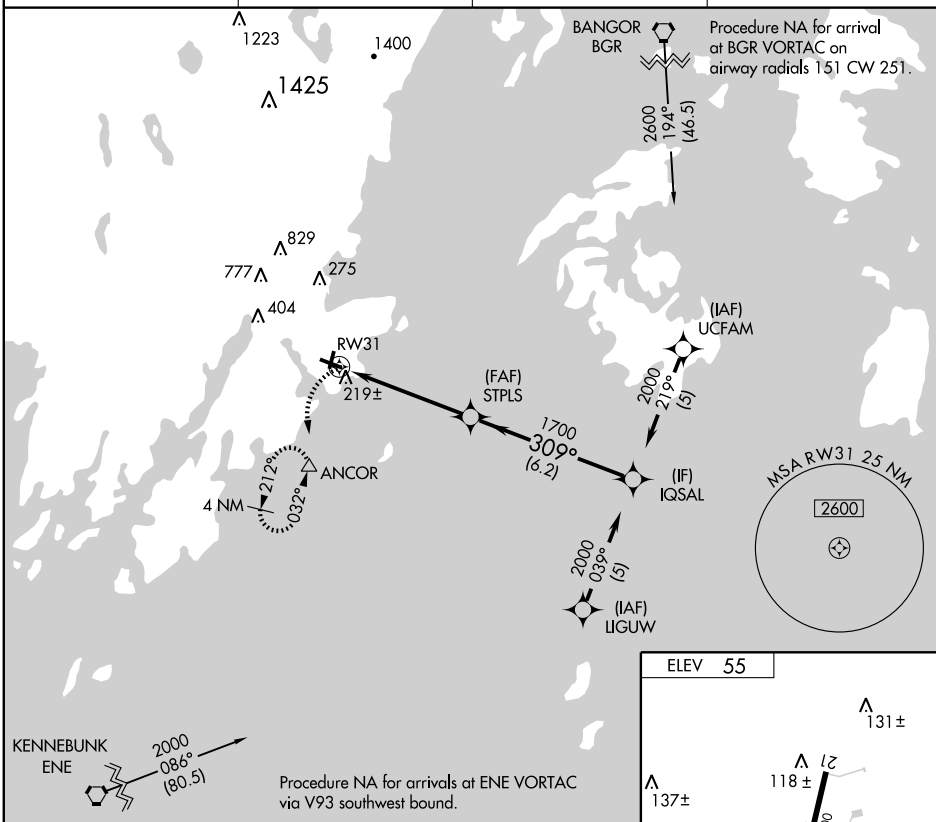 1223
1400
1425
BANGOR
BGR
Procedure NA for arrival
at BGR VORTAC on
airway radials 151 CW 251.
2600
194°
(46.5)
829
777
275
404
RW31
219±
(FAF)
STPLS
(IAF)
UCFAM
2000
219°
(5)
1700
309°
(6.2)
(IF)
IQSAL
ANCOR
4 NM
212°
032°
2000
039°
(5)
(IAF)
LIGUW
MSA RW31 25 NM
2600
KENNEBUNK
ENE
2000
086°
(80.5)
Procedure NA for arrivals at ENE VORTAC
via V93 southwest bound.
ELEV 55
131±
118 ±
137±
21